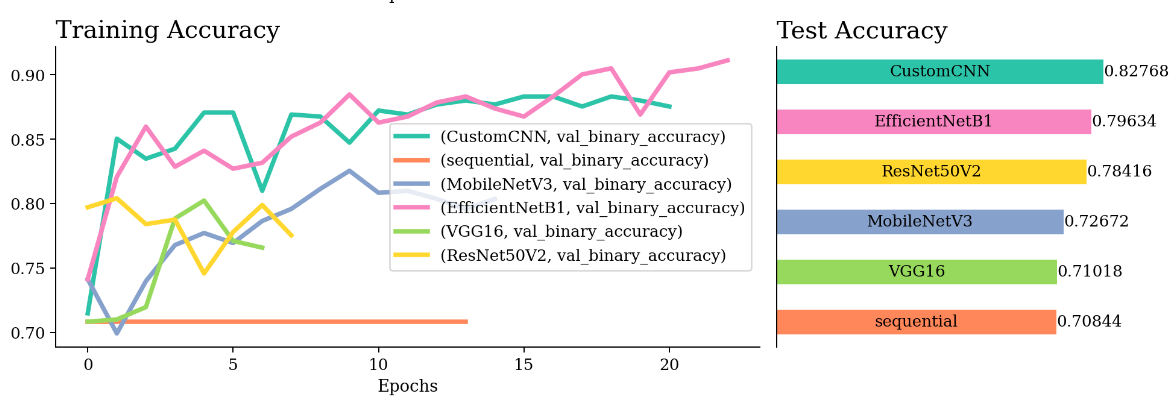 Training Accuracy
0.90
0.85
0.80
0.75
0.70
0
5
10
15
20
Epochs
(CustomCNN, val_binary_accuracy)
(sequential, val_binary_accuracy)
(MobileNetV3, val_binary_accuracy)
(EfficientNetB1, val_binary_accuracy)
(VGG16, val_binary_accuracy)
(ResNet50V2, val_binary_accuracy)
Test Accuracy
CustomCNN 0.82768
EfficientNetB1 0.79634
ResNet50V2 0.78416
MobileNetV3 0.72672
VGG16 0.71018
sequential 0.70844